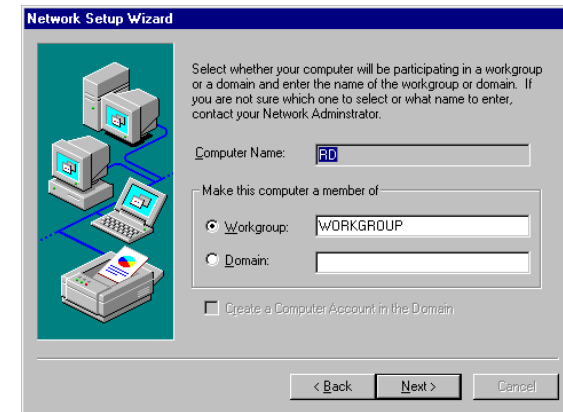 Network Setup Wizard
Select whether your computer will be participating in a workgroup
or a domain and enter the name of the workgroup or domain. If
you are not sure which one to select or what name to enter,
contact your Network Adminstrator.
Computer Name: RD
Make this computer a member of
Workgroup: WORKGROUP
Domain:
Create a Computer Account in the Domain
< Back Next > Cancel